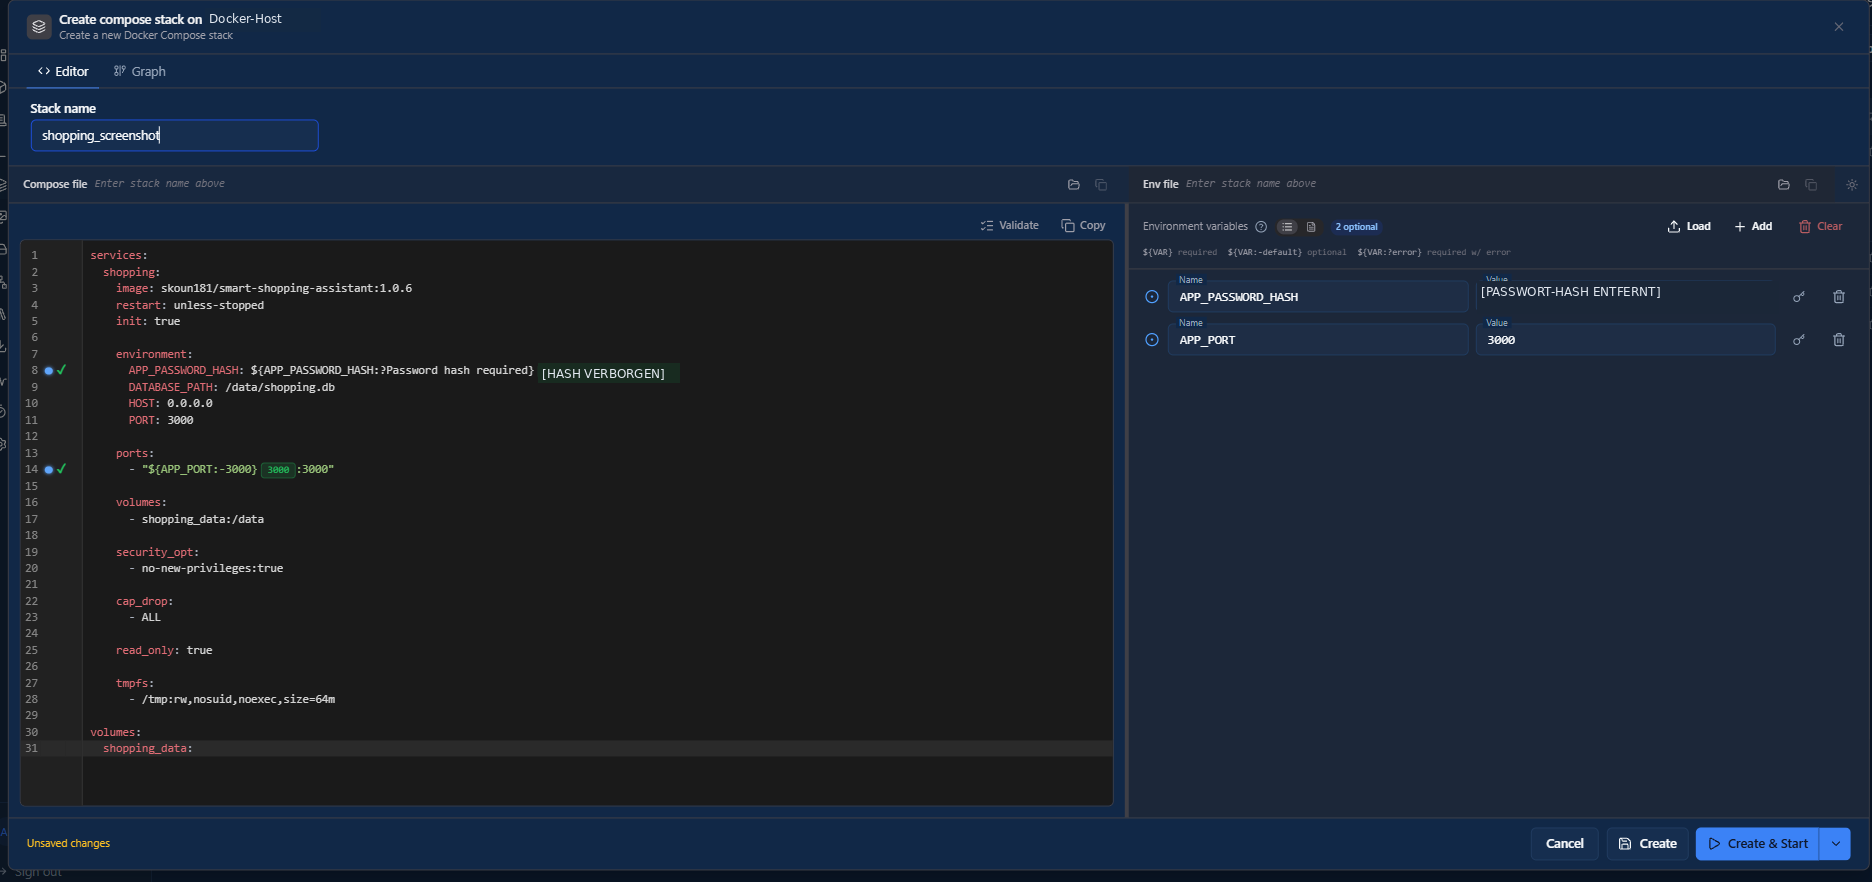 Create compose stack on Docker-Host
Create a new Docker Compose stack
Editor
Graph
Stack name
shopping_screenshot
Compose file Enter stack name above
Validate
Copy
1 services:
2   shopping:
3     image: skoun181/smart-shopping-assistant:1.0.6
4     restart: unless-stopped
5     init: true
6
7     environment:
8       APP_PASSWORD_HASH: ${APP_PASSWORD_HASH:?Password hash required} [HASH VERBORGEN]
9       DATABASE_PATH: /data/shopping.db
10       HOST: 0.0.0.0
11       PORT: 3000
12
13     ports:
14       - "${APP_PORT:-3000} 3000 :3000"
15
16     volumes:
17       - shopping_data:/data
18
19     security_opt:
20       - no-new-privileges:true
21
22     cap_drop:
23       - ALL
24
25     read_only: true
26
27     tmpfs:
28       - /tmp:rw,nosuid,noexec,size=64m
29
30 volumes:
31   shopping_data:
Env file Enter stack name above
Environment variables
2 optional
Load
Add
Clear
${VAR} required ${VAR:-default} optional ${VAR:?error} required w/ error
Name
APP_PASSWORD_HASH
Value
[PASSWORT-HASH ENTFERNT]
Name
APP_PORT
Value
3000
Unsaved changes
Cancel
Create
Create & Start
Sign out